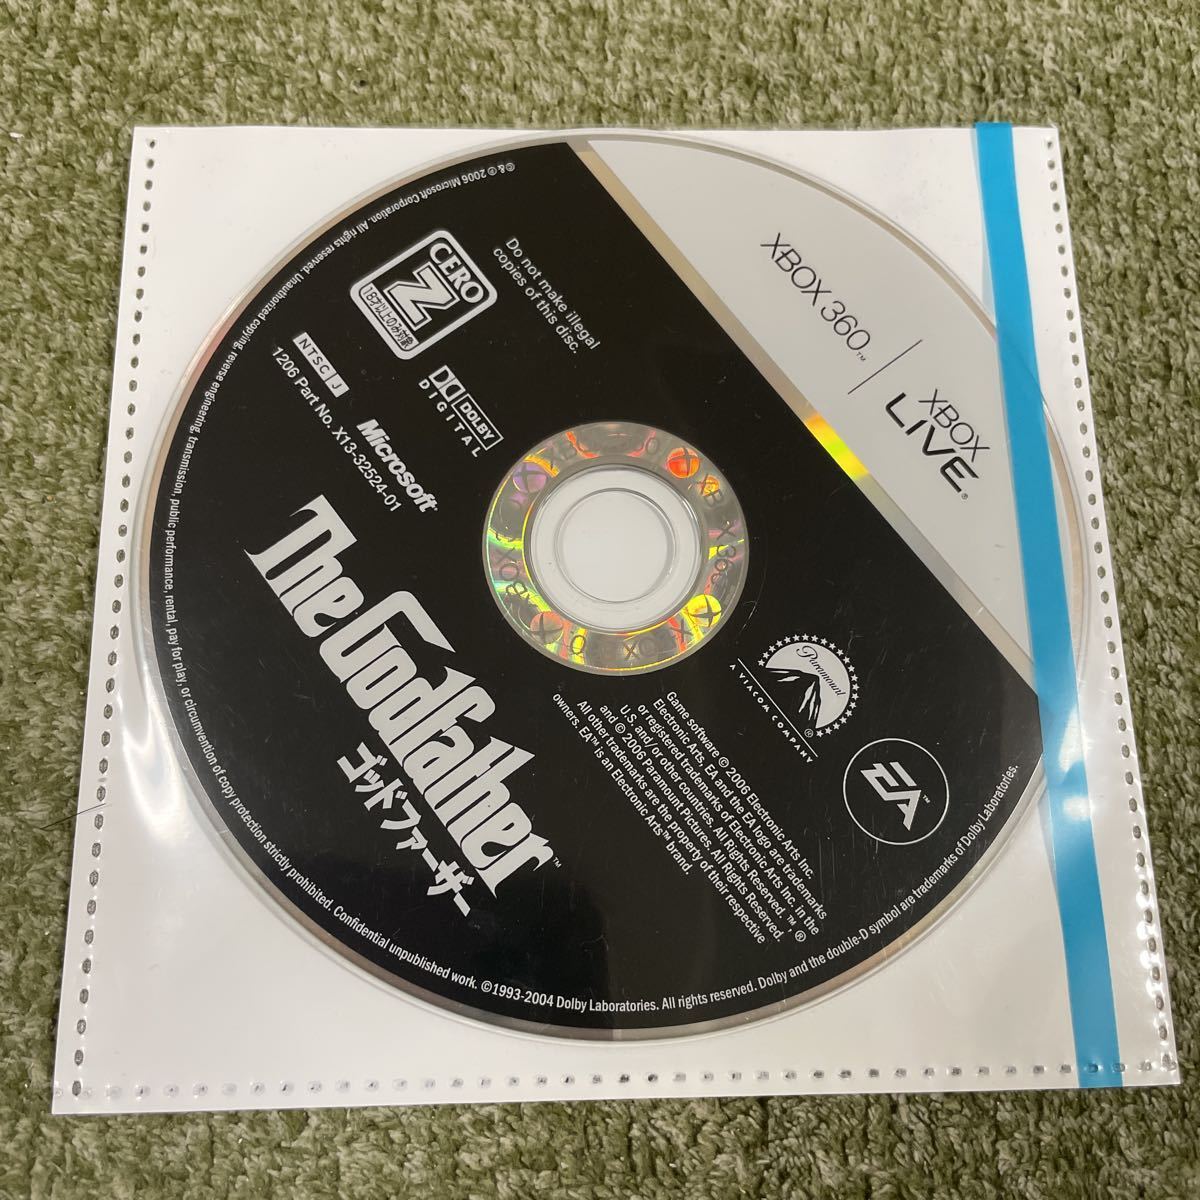 XBOX 360™
XBOX
LIVE®
CERO
Z
18才以上のみ対象
Do not make illegal
copies of this disc.
NTSC J
DOLBY
DIGITAL
1206 Part No. X13-32524-01
Microsoft®
The Godfather™
ゴッドファーザー
Paramount
A VIACOM COMPANY
®
EA™
Game software © 2006 Electronic Arts Inc.
Electronic Arts, EA and the EA logo are trademarks
or registered trademarks of Electronic Arts Inc. in the
U.S. and/or other countries. All Rights Reserved. ™, ®
and © 2006 Paramount Pictures. All Rights Reserved.
All other trademarks are the property of their respective
owners. EA™ is an Electronic Arts™ brand.
© & ℗ 2006 Microsoft Corporation. All rights reserved. Unauthorized copying, reverse engineering, transmission, public performance, rental, pay for play, or circumvention of copy protection strictly prohibited. Confidential unpublished work. ©1993-2004 Dolby Laboratories. All rights reserved. Dolby and the double-D symbol are trademarks of Dolby Laboratories.